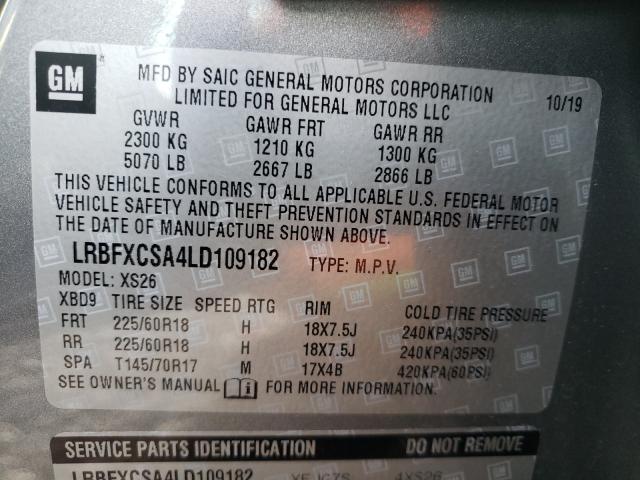 GM
MFD BY SAIC GENERAL MOTORS CORPORATION
LIMITED FOR GENERAL MOTORS LLC
10/19
GVWR GAWR FRT GAWR RR
2300 KG 1210 KG 1300 KG
5070 LB 2667 LB 2866 LB
THIS VEHICLE CONFORMS TO ALL APPLICABLE U.S. FEDERAL MOTOR
VEHICLE SAFETY AND THEFT PREVENTION STANDARDS IN EFFECT ON
THE DATE OF MANUFACTURE SHOWN ABOVE.
LRBFXCSA4LD109182 TYPE: M.P.V.
MODEL: XS26
XBD9 TIRE SIZE SPEED RTG RIM COLD TIRE PRESSURE
FRT 225/60R18 H 18X7.5J 240KPA(35PSI)
RR 225/60R18 H 18X7.5J 240KPA(35PSI)
SPA T145/70R17 M 17X4B 420KPA(60PSI)
SEE OWNER'S MANUAL FOR MORE INFORMATION.
SERVICE PARTS IDENTIFICATION DO NOT REMOVE
LRBFXCSA4LD109182 4XS26